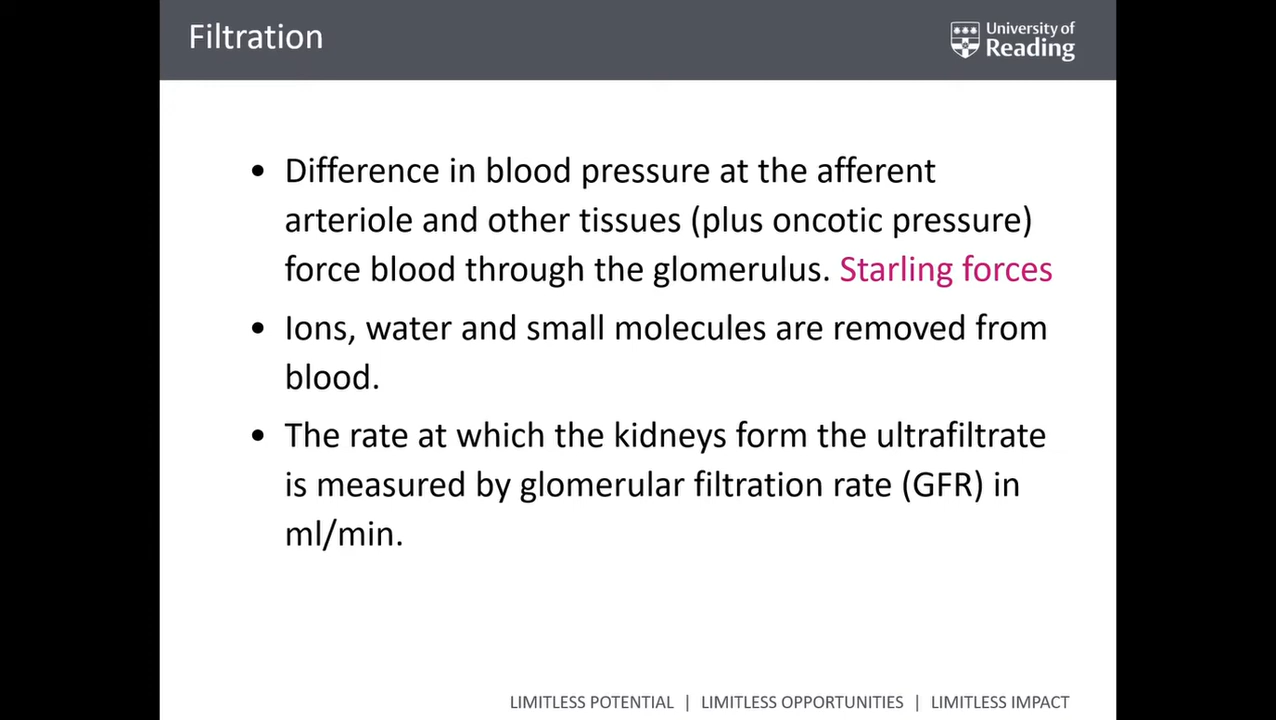 Filtration
University of
Reading
• Difference in blood pressure at the afferent
arteriole and other tissues (plus oncotic pressure)
force blood through the glomerulus. Starling forces
• Ions, water and small molecules are removed from
blood.
• The rate at which the kidneys form the ultrafiltrate
is measured by glomerular filtration rate (GFR) in
ml/min.
LIMITLESS POTENTIAL | LIMITLESS OPPORTUNITIES | LIMITLESS IMPACT